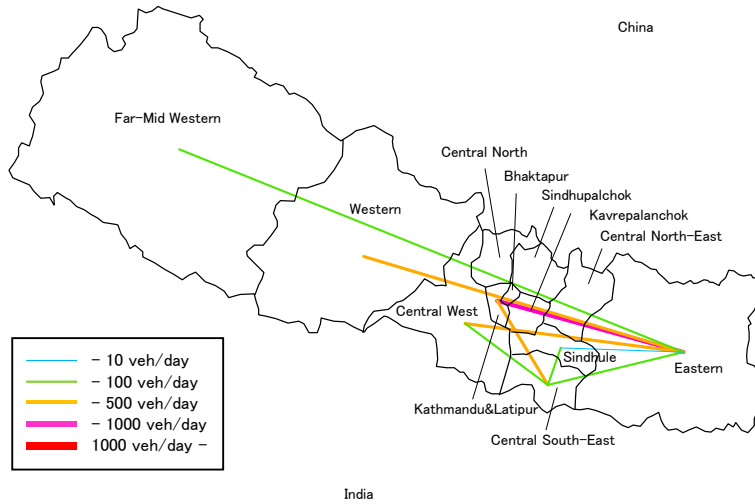 China
Far-Mid Western
Central North
Bhaktapur
Sindhupalchok
Western
Kavrepalanchok
Central North-East
Central West
Sindhule
Eastern
Kathmandu&Latipur
Central South-East
- 10 veh/day
- 100 veh/day
- 500 veh/day
- 1000 veh/day
1000 veh/day -
India